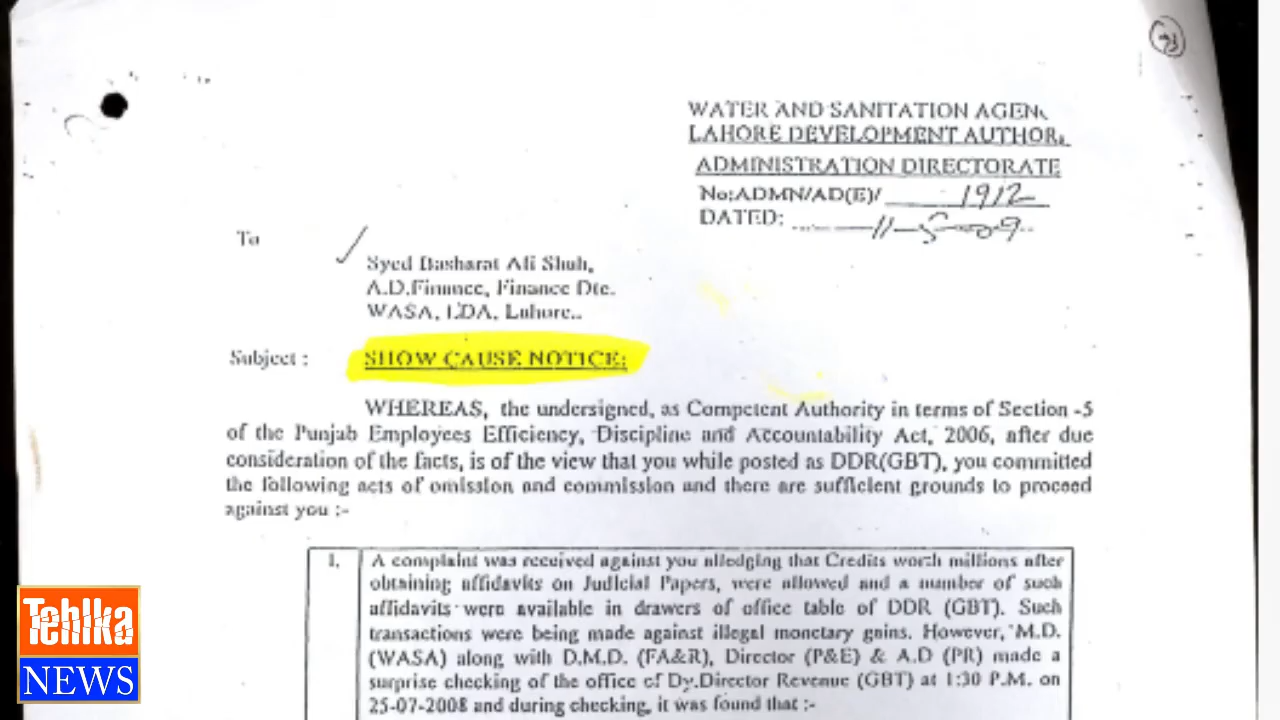 73
WATER AND SANITATION AGENC
LAHORE DEVELOPMENT AUTHOR
ADMINISTRATION DIRECTORATE
No:ADMN/AD(E)/ 1912
DATED: 11-5-09
To
Syed Basharat Ali Shah,
A.D.Finance, Finance Dte.
WASA, LDA, Lahore..
Subject : SHOW CAUSE NOTICE:
WHEREAS, the undersigned, as Competent Authority in terms of Section -5
of the Punjab Employees Efficiency, Discipline and Accountability Act, 2006, after due
consideration of the facts, is of the view that you while posted as DDR(GBT), you committed
the following acts of omission and commission and there are sufficient grounds to proceed
against you :-
1. A complaint was received against you alledging that Credits worth millions after
obtaining affidavits on Judicial Papers, were allowed and a number of such
affidavits were available in drawers of office table of DDR (GBT). Such
transactions were being made against illegal monetary gains. However, M.D.
(WASA) along with D.M.D. (FA&R), Director (P&E) & A.D (PR) made a
surprise checking of the office of Dy.Director Revenue (GBT) at 1:30 P.M. on
25-07-2008 and during checking, it was found that :-
Tehlka
NEWS